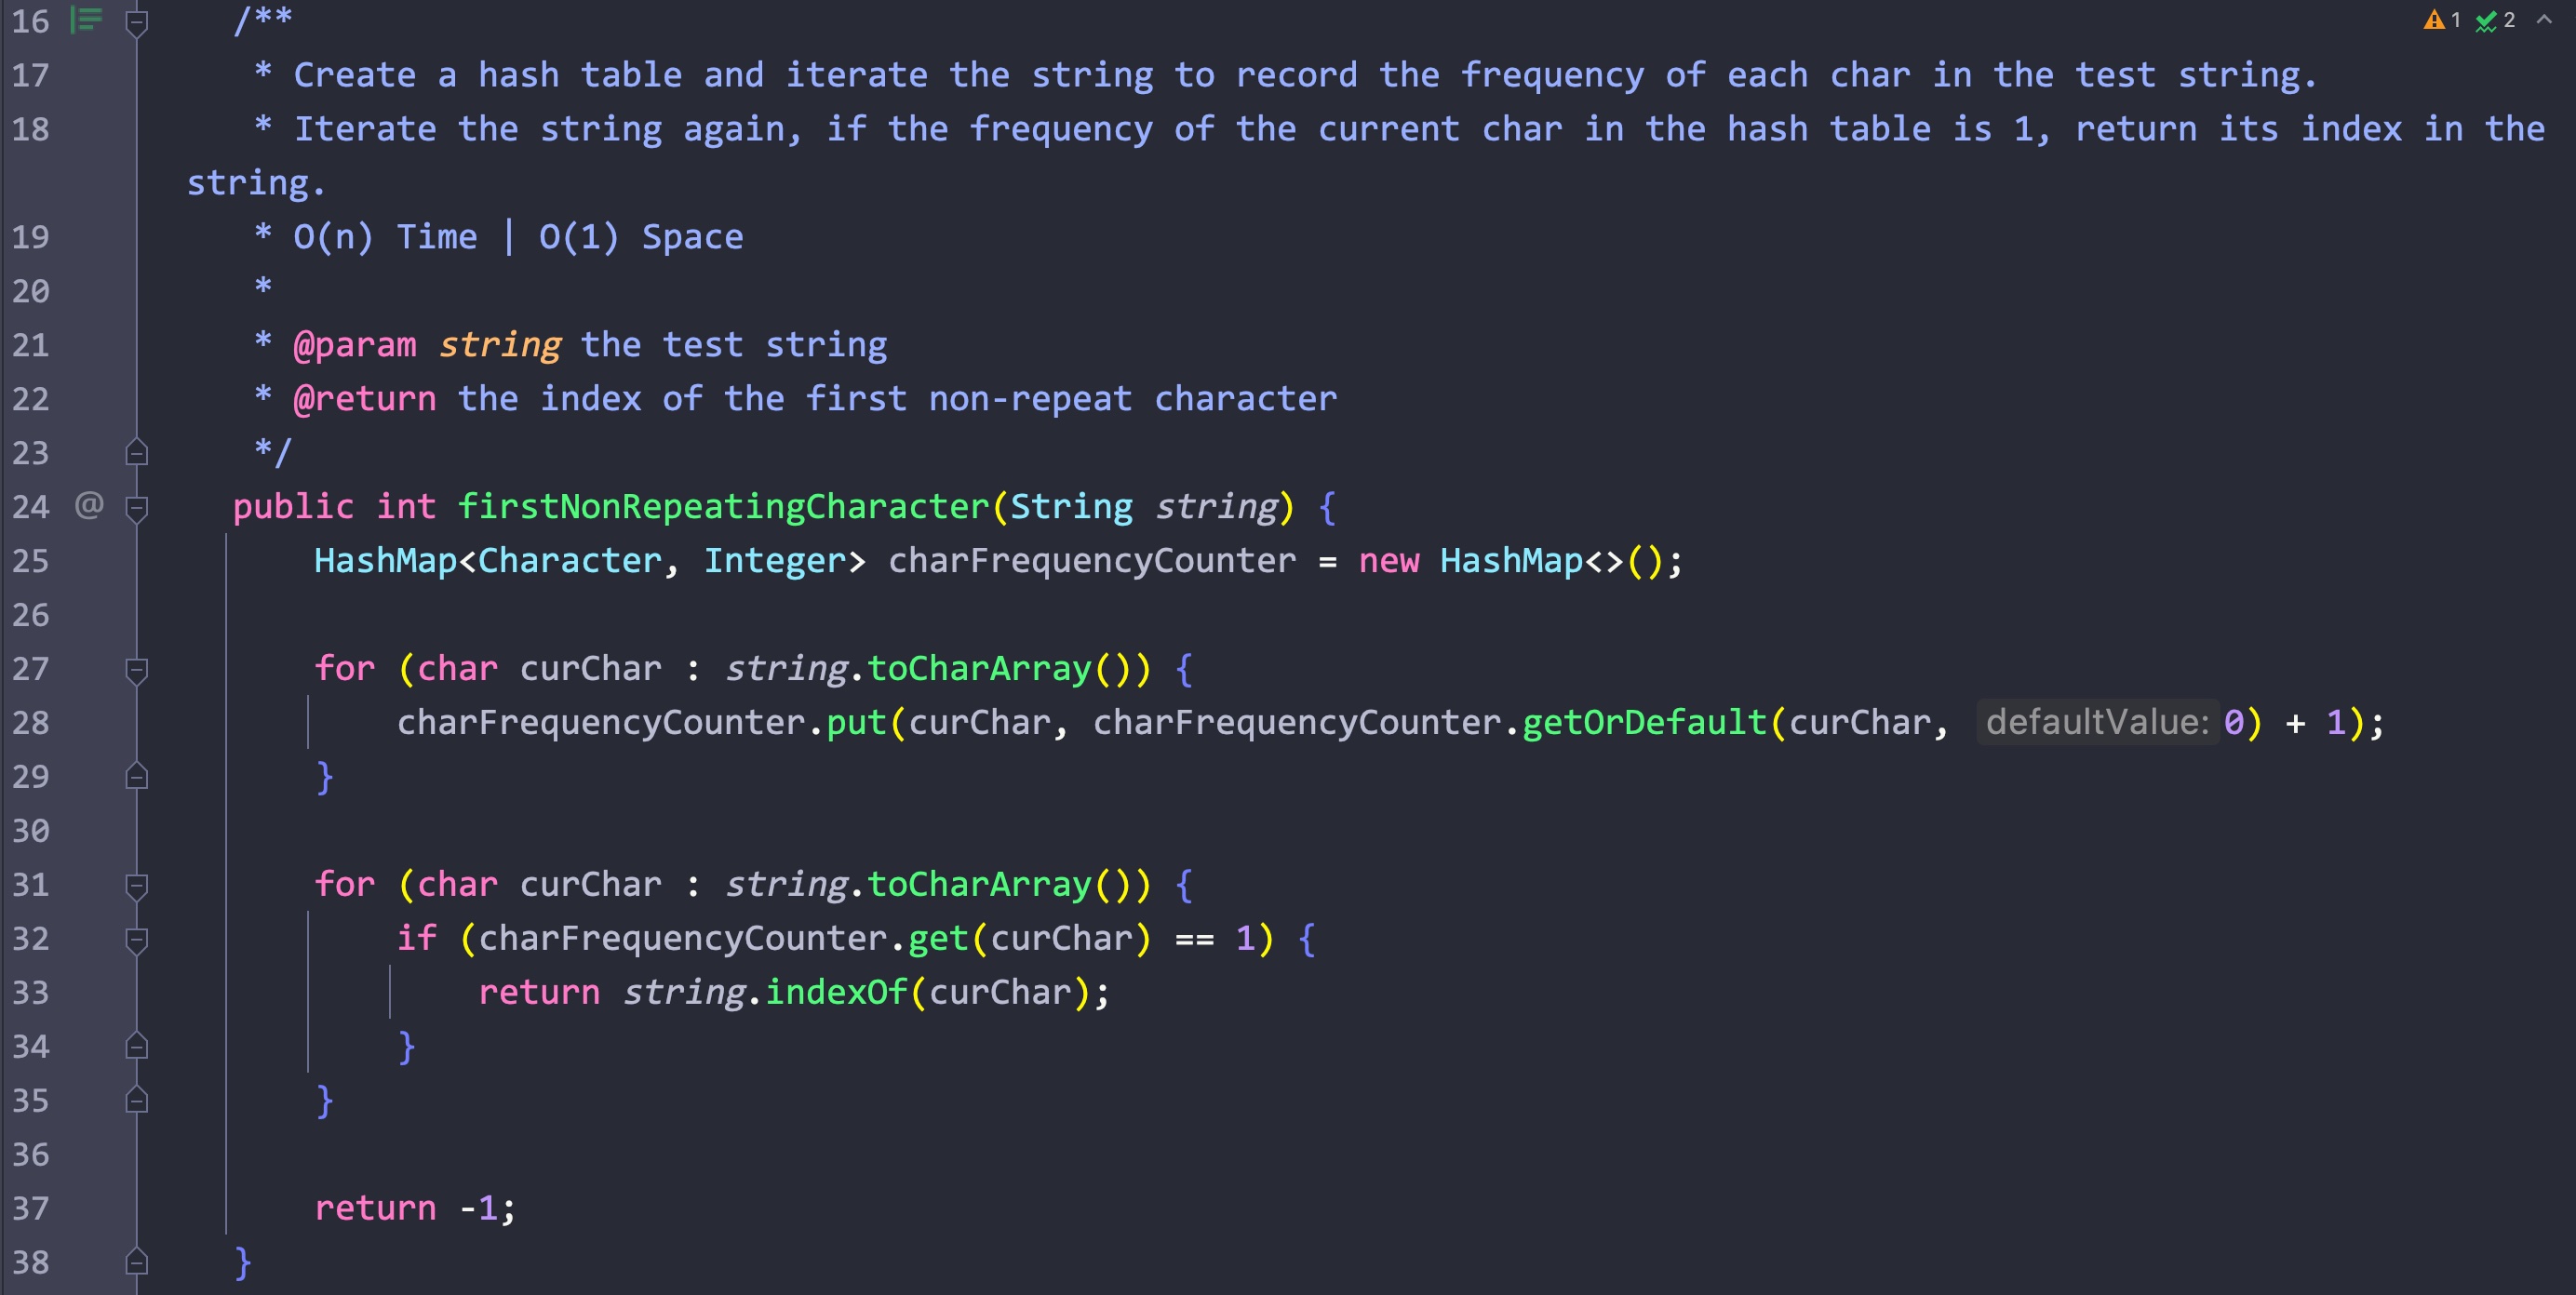 16 /**
17 * Create a hash table and iterate the string to record the frequency of each char in the test string.
18 * Iterate the string again, if the frequency of the current char in the hash table is 1, return its index in the
string.
19 * O(n) Time | O(1) Space
20 *
21 * @param string the test string
22 * @return the index of the first non-repeat character
23 */
24 @ public int firstNonRepeatingCharacter(String string) {
25 HashMap<Character, Integer> charFrequencyCounter = new HashMap<>();
26
27 for (char curChar : string.toCharArray()) {
28 charFrequencyCounter.put(curChar, charFrequencyCounter.getOrDefault(curChar, defaultValue: 0) + 1);
29 }
30
31 for (char curChar : string.toCharArray()) {
32 if (charFrequencyCounter.get(curChar) == 1) {
33 return string.indexOf(curChar);
34 }
35 }
36
37 return -1;
38 }
1 2